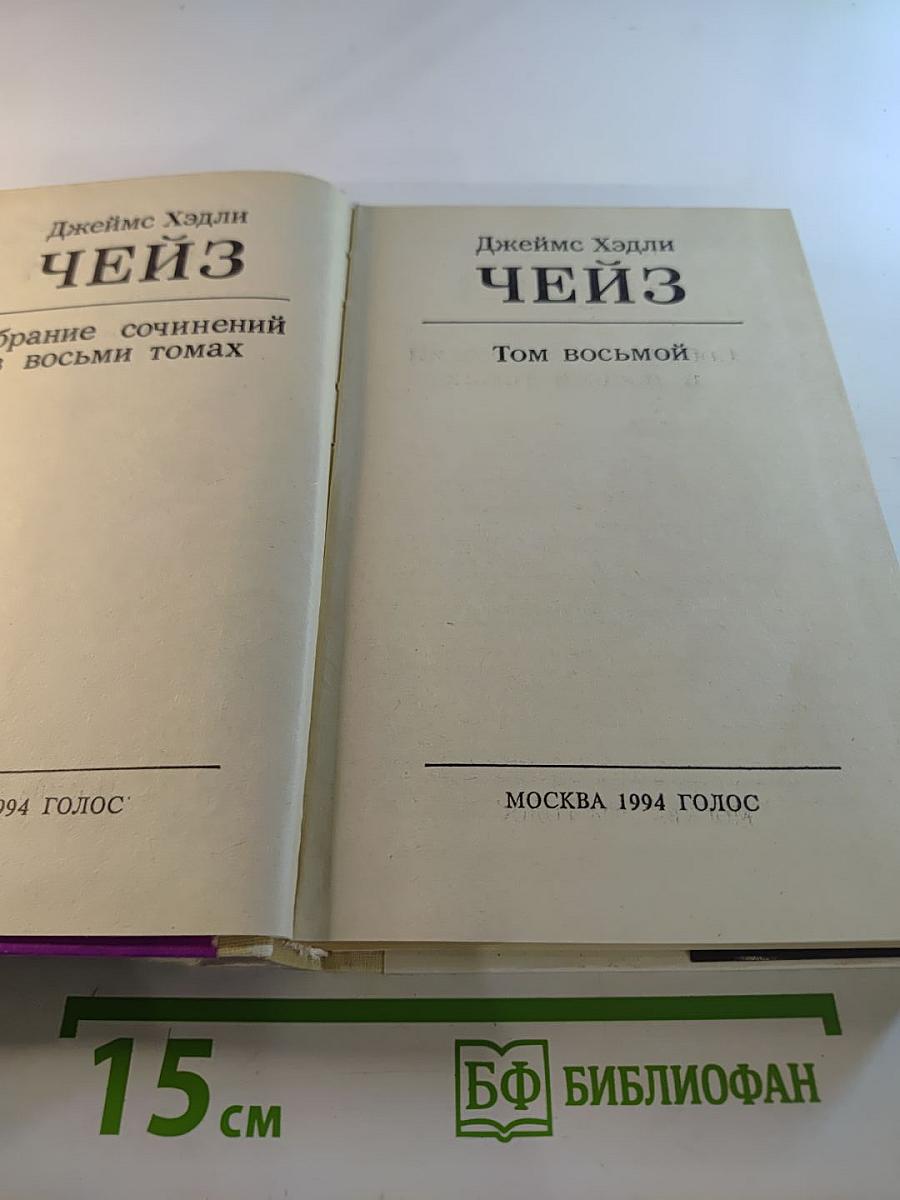 Джеймс Хэдли
ЧЕЙЗ
брание сочинений
в восьми томах
994 ГОЛОС
Джеймс Хэдли
ЧЕЙЗ
Том восьмой
МОСКВА 1994 ГОЛОС
15 см
БФ БИБЛИОФАН